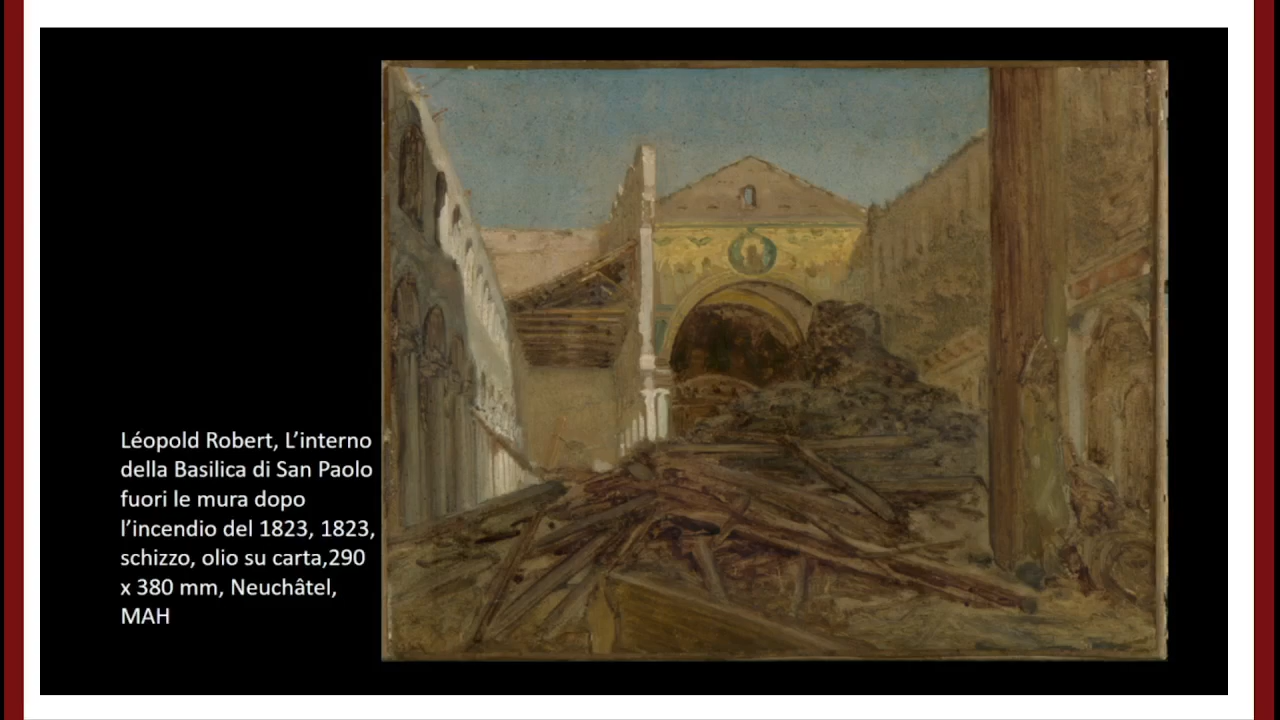 Léopold Robert, L’interno
della Basilica di San Paolo
fuori le mura dopo
l’incendio del 1823, 1823,
schizzo, olio su carta,290
x 380 mm, Neuchâtel,
MAH